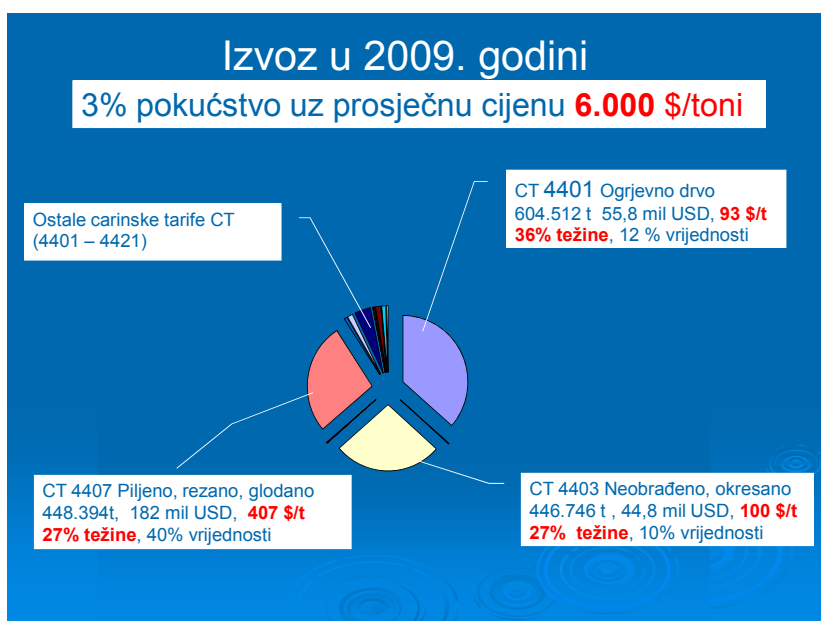 Izvoz u 2009. godini
3% pokućstvo uz prosječnu cijenu 6.000 $/toni
CT 4401 Ogrjevno drvo
604.512 t  55,8 mil USD, 93 $/t
36% težine, 12 % vrijednosti
Ostale carinske tarife CT
(4401 – 4421)
CT 4407 Piljeno, rezano, glodano
448.394t,  182 mil USD,  407 $/t
27% težine, 40% vrijednosti
CT 4403 Neobrađeno, okresano
446.746 t , 44,8 mil USD, 100 $/t
27%  težine, 10% vrijednosti